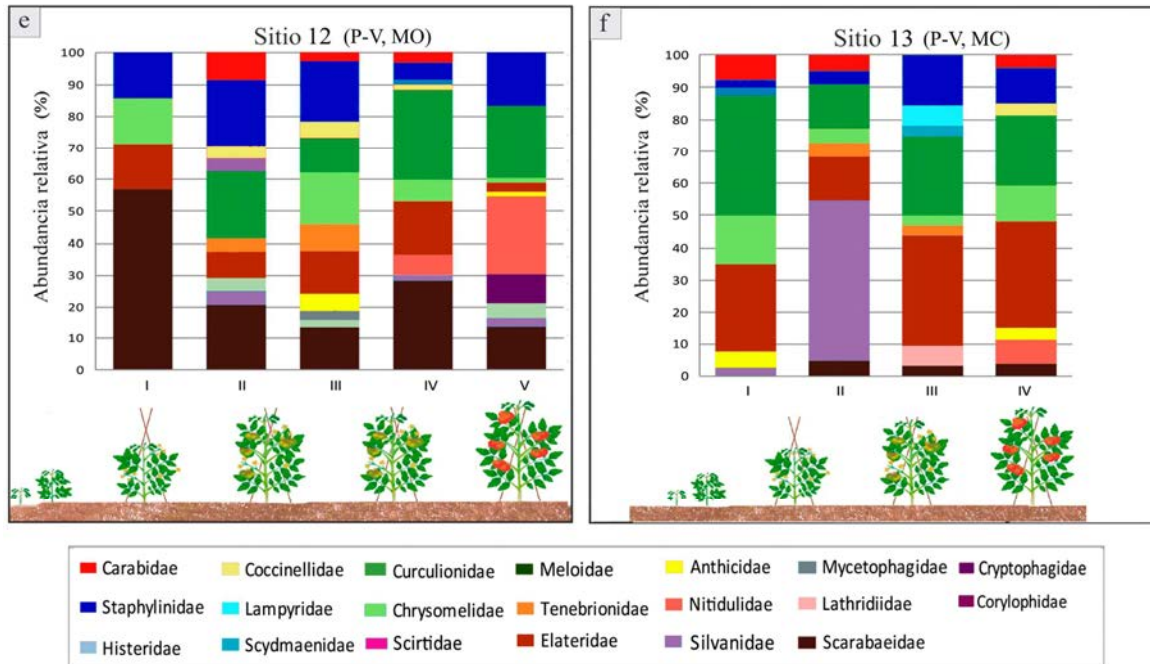 e
Sitio 12 (P-V, MO)
Abundancia relativa (%)
100
90
80
70
60
50
40
30
20
10
0
I II III IV V
f
Sitio 13 (P-V, MC)
Abundancia relativa (%)
100
90
80
70
60
50
40
30
20
10
0
I II III IV
Carabidae Coccinellidae Curculionidae Meloidae Anthicidae Mycetophagidae Cryptophagidae
Staphylinidae Lampyridae Chrysomelidae Tenebrionidae Nitidulidae Lathridiidae Corylophidae
Histeridae Scydmaenidae Scirtidae Elateridae Silvanidae Scarabaeidae